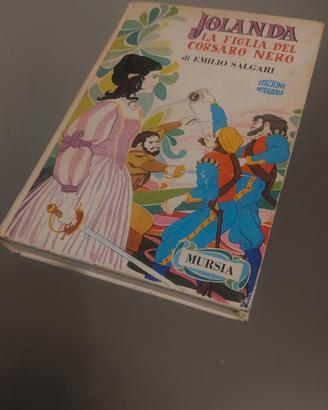 JOLANDA
LA FIGLIA DEL
CORSARO NERO
di EMILIO SALGARI
EDIZIONE
INTEGRALE
MURSIA